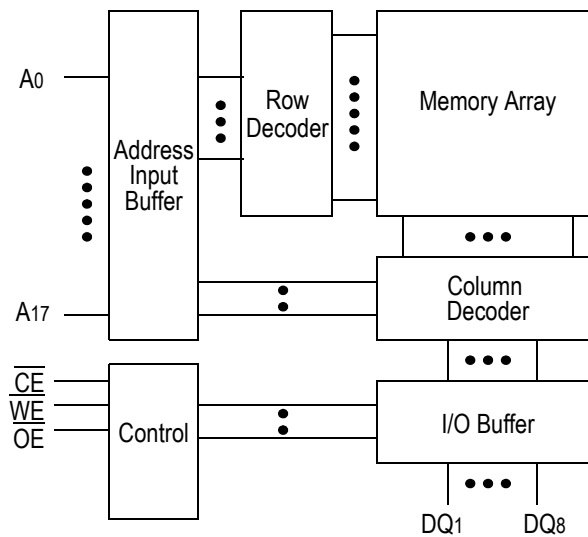 A0
Row
Decoder
Memory Array
Address
Input
Buffer
Column
Decoder
A17
CE
WE
OE
Control
I/O Buffer
DQ1
DQ8